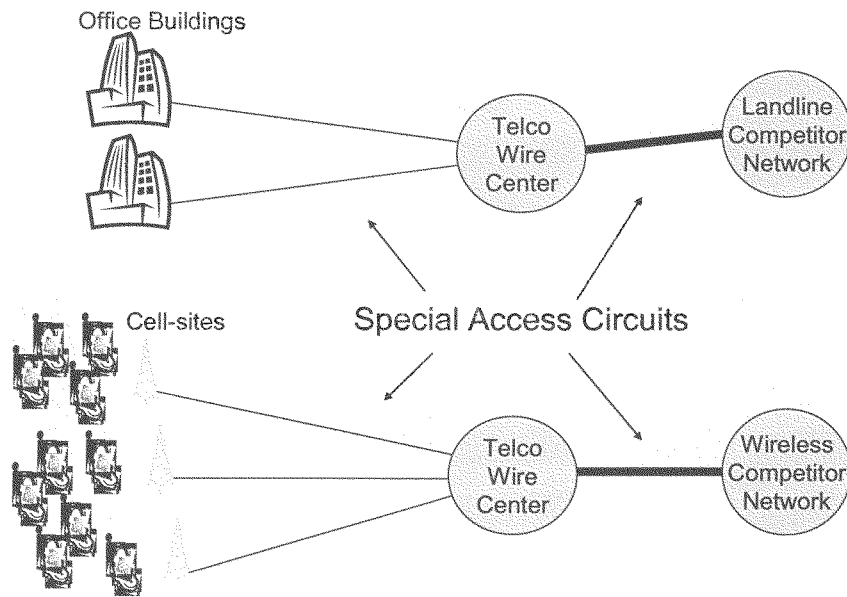 Office Buildings
Telco
Wire
Center
Landline
Competitor
Network
Special Access Circuits
Cell-sites
Telco
Wire
Center
Wireless
Competitor
Network